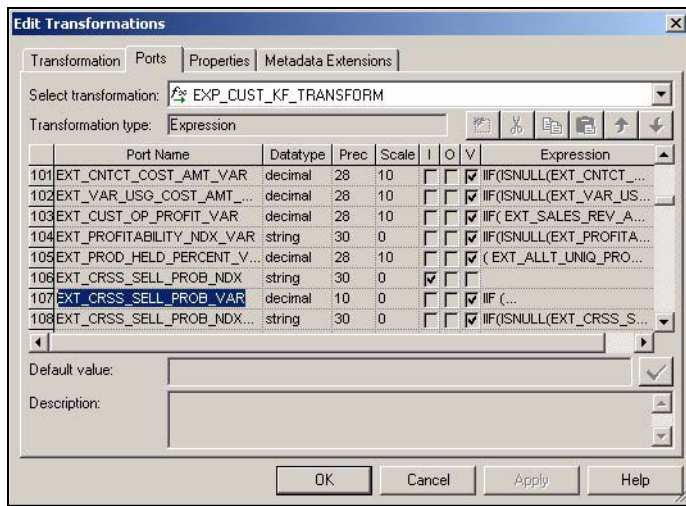 Edit Transformations
Transformation Ports Properties Metadata Extensions
Select transformation: EXP_CUST_KF_TRANSFORM
Transformation type: Expression
Port Name Datatype Prec Scale I O V Expression
101 EXT_CNTCT_COST_AMT_VAR decimal 28 10 IIF(ISNULL(EXT_CNTCT_...
102 EXT_VAR_USG_COST_AMT_... decimal 28 10 IIF(ISNULL(EXT_VAR_US...
103 EXT_CUST_OP_PROFIT_VAR decimal 28 10 IIF( EXT_SALES_REV_A...
104 EXT_PROFITABILITY_NDX_VAR string 30 0 IIF(ISNULL(EXT_PROFITA...
105 EXT_PROD_HELD_PERCENT_V... decimal 28 10 ( EXT_ALLT_UNIQ_PRO...
106 EXT_CRSS_SELL_PROB_NDX string 30 0
107 EXT_CRSS_SELL_PROB_VAR decimal 10 0 IIF (...
108 EXT_CRSS_SELL_PROB_NDX... string 30 0 IIF(ISNULL(EXT_CRSS_S...
Default value:
Description:
OK Cancel Apply Help